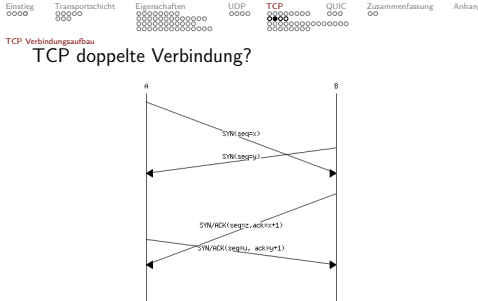 Einstieg Transportschicht Eigenschaften UDP TCP QUIC Zusammenfassung Anhang
TCP Verbindungsaufbau
TCP doppelte Verbindung?
A B
SYN(seq=x)
SYN(seq=y)
SYN/ACK(seq=z,ack=x+1)
SYN/ACK(seq=u, ack=y+1)